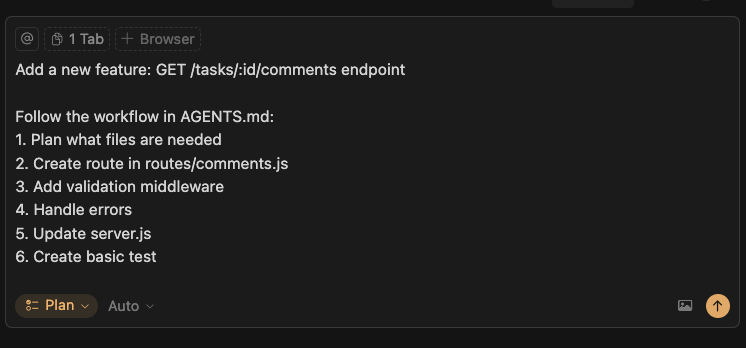 @ 1 Tab + Browser
Add a new feature: GET /tasks/:id/comments endpoint
Follow the workflow in AGENTS.md:
1. Plan what files are needed
2. Create route in routes/comments.js
3. Add validation middleware
4. Handle errors
5. Update server.js
6. Create basic test
Plan Auto